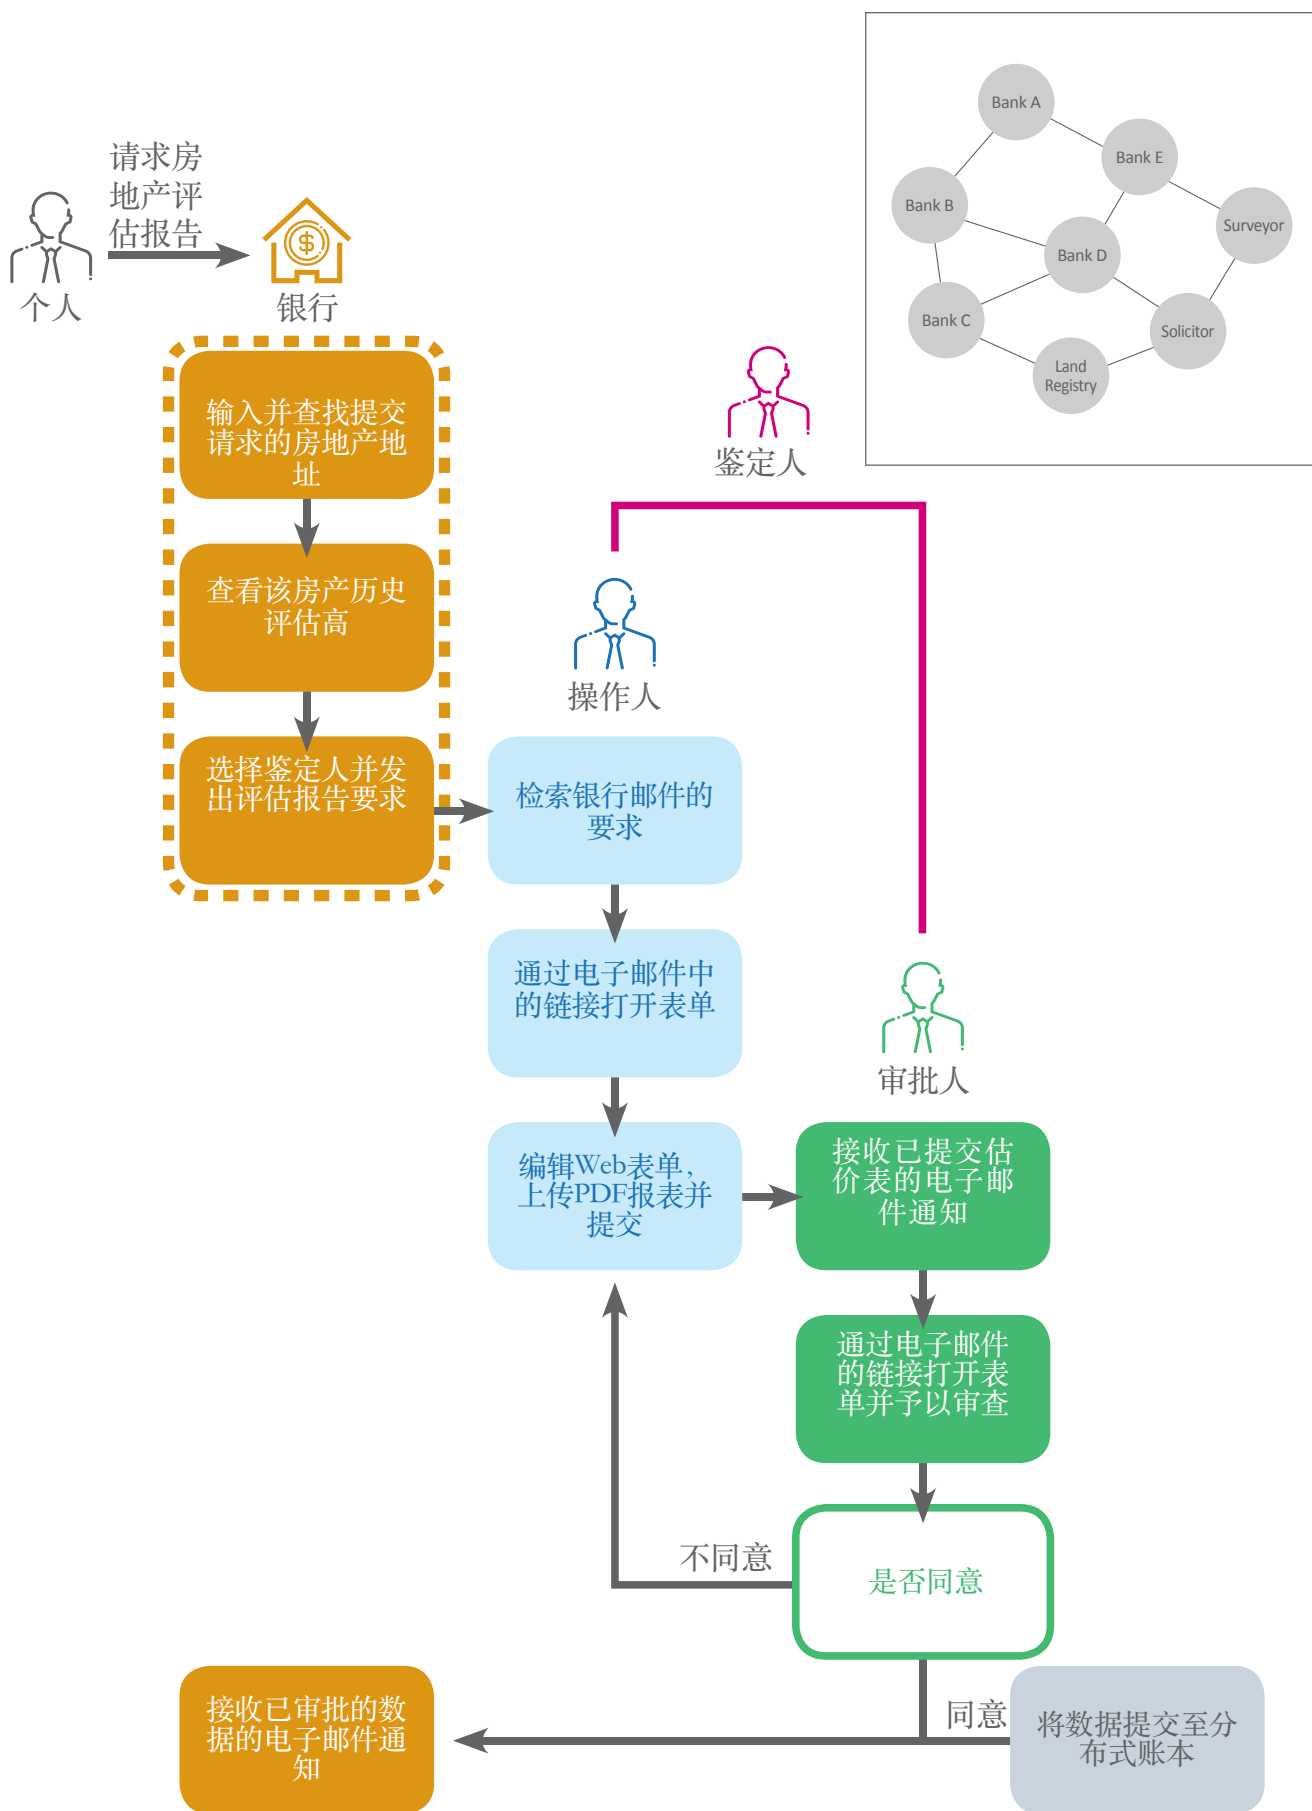 请求房
地产评
估报告
个人
银行
Bank A
Bank E
Bank B
Surveyor
Bank D
Bank C
Solicitor
Land
Registry
鉴定人
输入并查找提交
请求的房地产地
址
查看该房产历史
评估高
选择鉴定人并发
出评估报告要求
操作人
检索银行邮件的
要求
通过电子邮件中
的链接打开表单
编辑Web表单,
上传PDF报表并
提交
审批人
接收已提交估
价表的电子邮
件通知
通过电子邮件
的链接打开表
单并予以审查
是否同意
不同意
同意
将数据提交至分
布式账本
接收已审批的数
据的电子邮件通
知